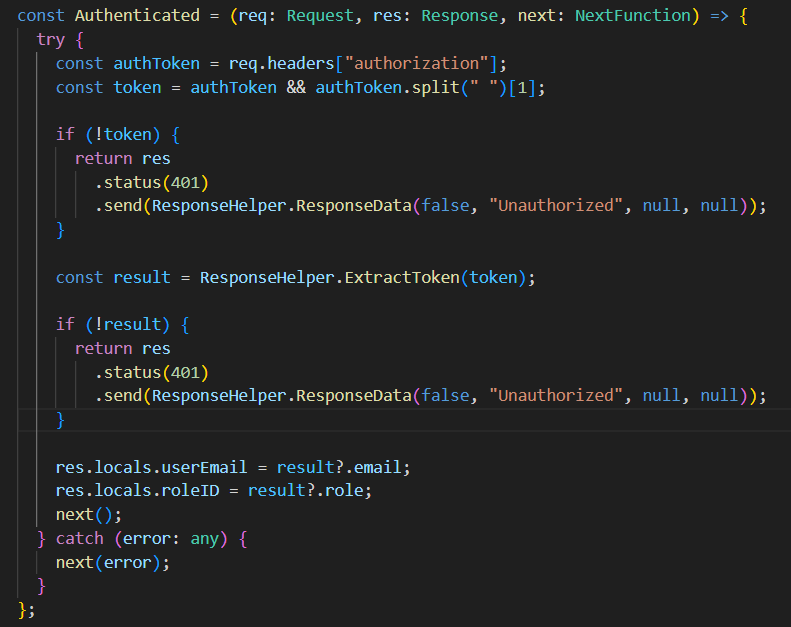 const Authenticated = (req: Request, res: Response, next: NextFunction) => {
  try {
    const authToken = req.headers["authorization"];
    const token = authToken && authToken.split(" ")[1];

    if (!token) {
      return res
        .status(401)
        .send(ResponseHelper.ResponseData(false, "Unauthorized", null, null));
    }

    const result = ResponseHelper.ExtractToken(token);

    if (!result) {
      return res
        .status(401)
        .send(ResponseHelper.ResponseData(false, "Unauthorized", null, null));
    }

    res.locals.userEmail = result?.email;
    res.locals.roleID = result?.role;
    next();
  } catch (error: any) {
    next(error);
  }
};